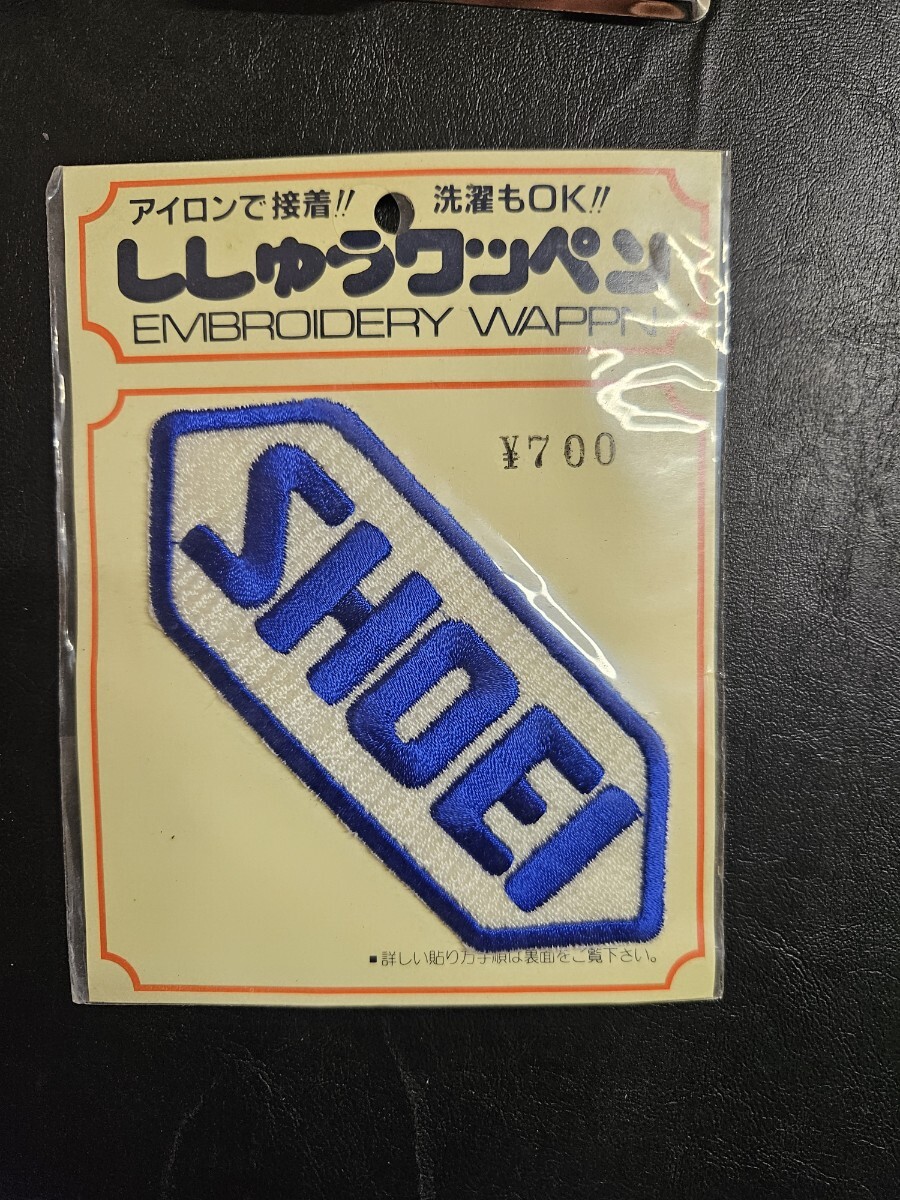 アイロンで接着!! 洗濯もOK!!
ししゅうワッペン
EMBROIDERY WAPPN
¥700
SHOEI
■詳しい貼り方手順は裏面をご覧下さい。